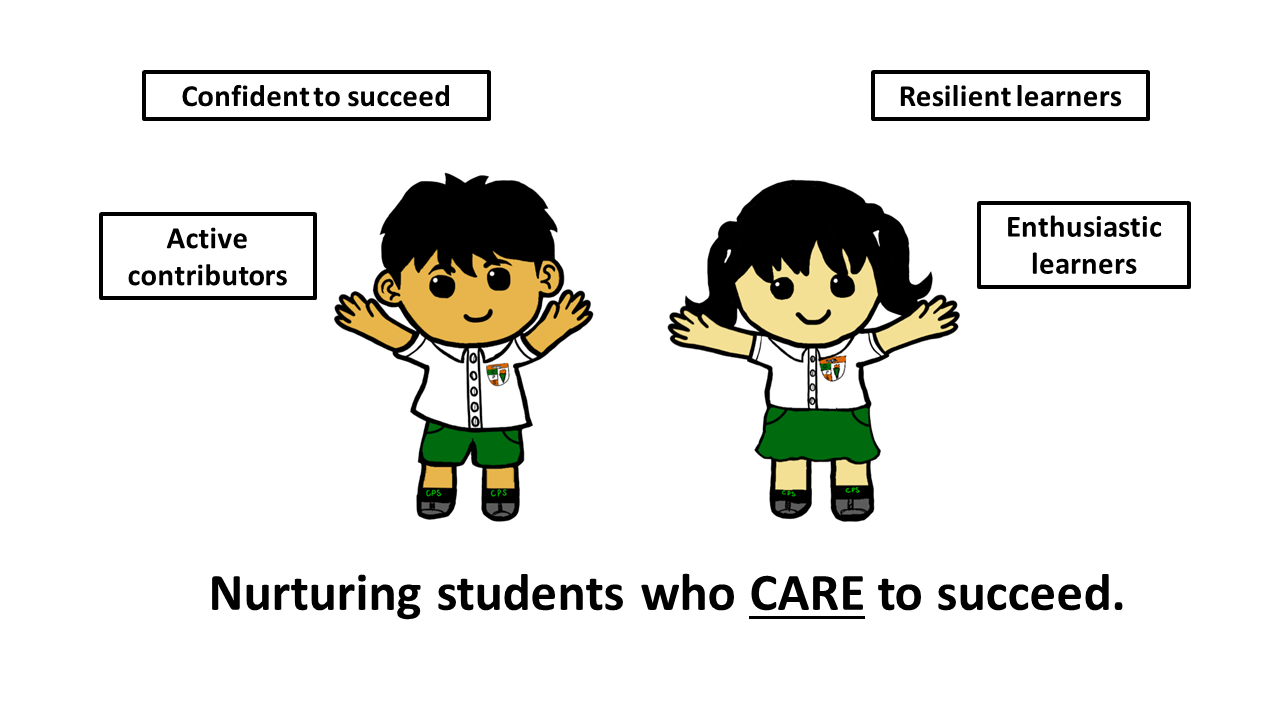 Confident to succeed
Resilient learners
Active
contributors
Enthusiastic
learners
CPS
CPS
CPS
CPS
Nurturing students who CARE to succeed.